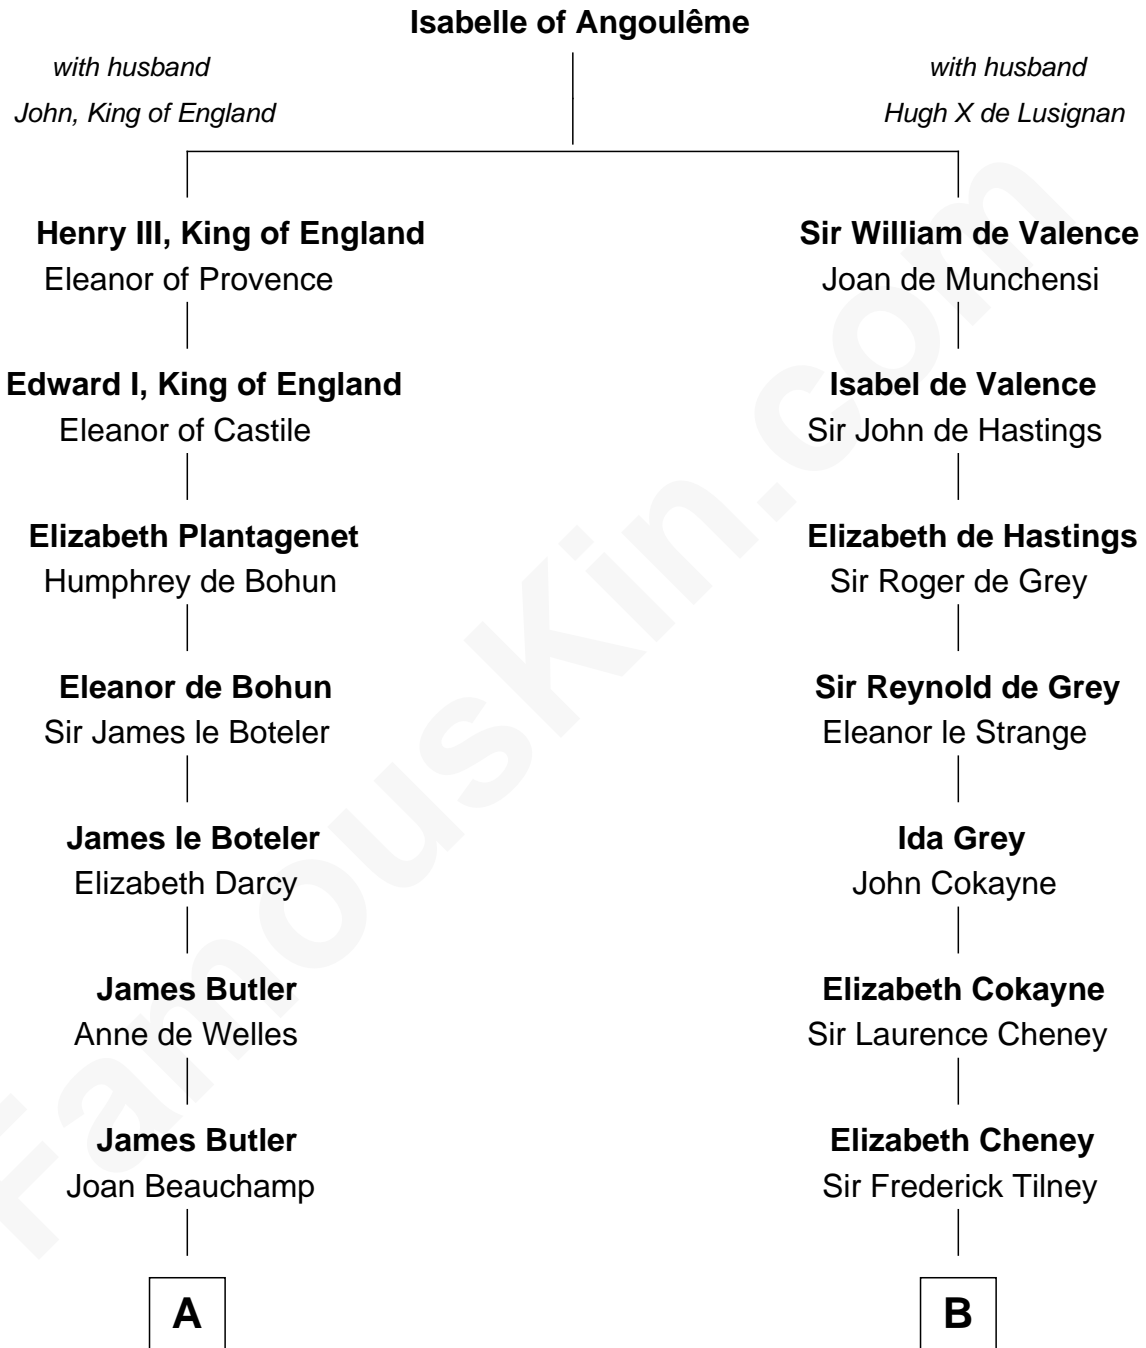 Isabelle of Angoulême
with husband
John, King of England
with husband
Hugh X de Lusignan
Henry III, King of England
Eleanor of Provence
Sir William de Valence
Joan de Munchensi
Edward I, King of England
Eleanor of Castile
Isabel de Valence
Sir John de Hastings
Elizabeth Plantagenet
Humphrey de Bohun
Elizabeth de Hastings
Sir Roger de Grey
Eleanor de Bohun
Sir James le Boteler
Sir Reynold de Grey
Eleanor le Strange
James le Boteler
Elizabeth Darcy
Ida Grey
John Cokayne
James Butler
Anne de Welles
Elizabeth Cokayne
Sir Laurence Cheney
James Butler
Joan Beauchamp
Elizabeth Cheney
Sir Frederick Tilney
A
B
FamousKin.com